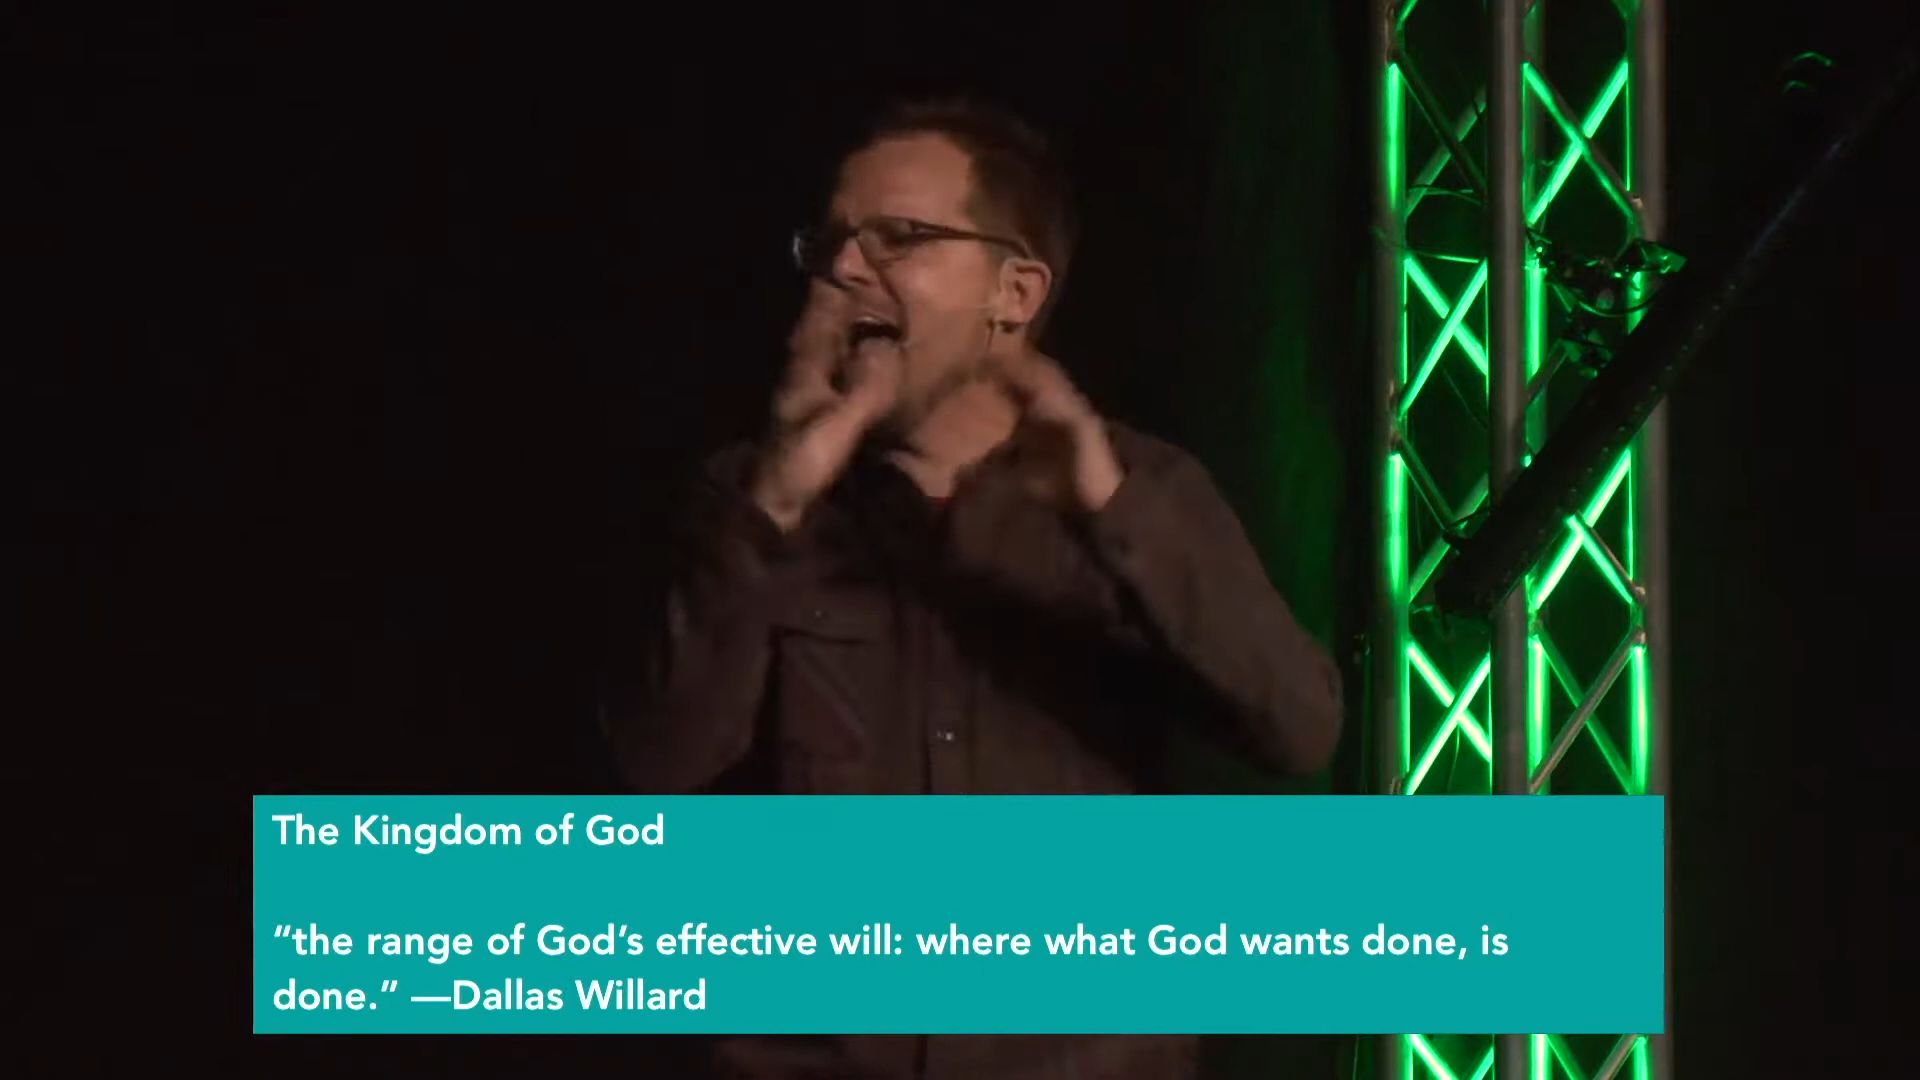 The Kingdom of God
“the range of God’s effective will: where what God wants done, is
done.” —Dallas Willard